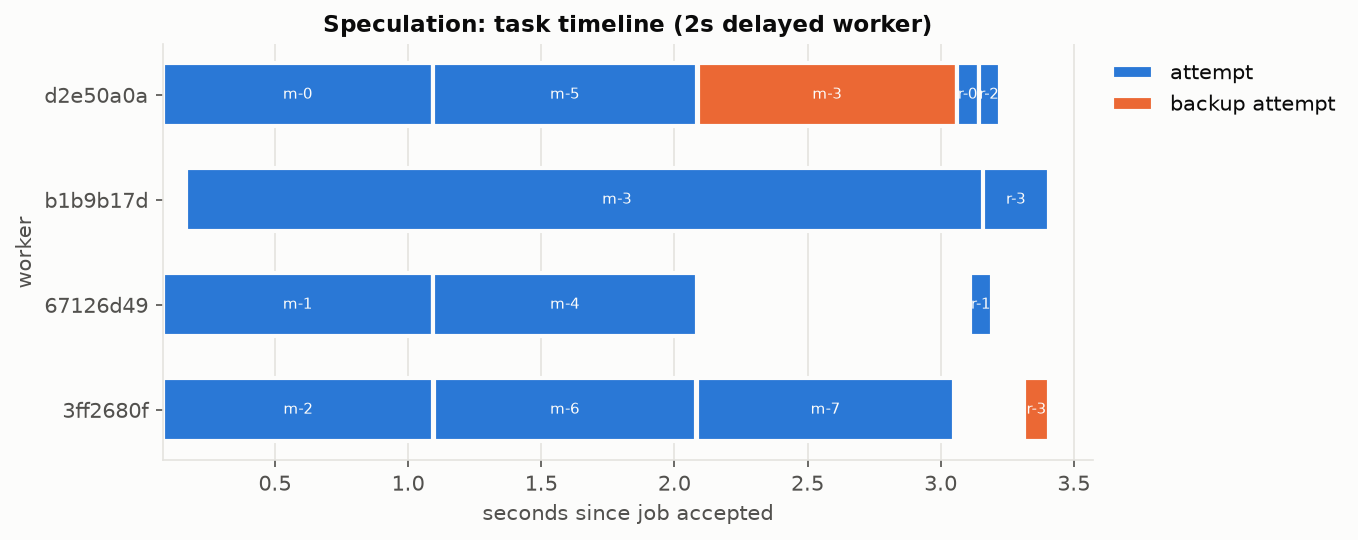 Speculation: task timeline (2s delayed worker)
attempt
backup attempt
worker
d2e50a0a
m-0 m-5 m-3 r-0 r-2
b1b9b17d
m-3 r-3
67126d49
m-1 m-4 r-1
3ff2680f
m-2 m-6 m-7 r-3
0.5 1.0 1.5 2.0 2.5 3.0 3.5
seconds since job accepted